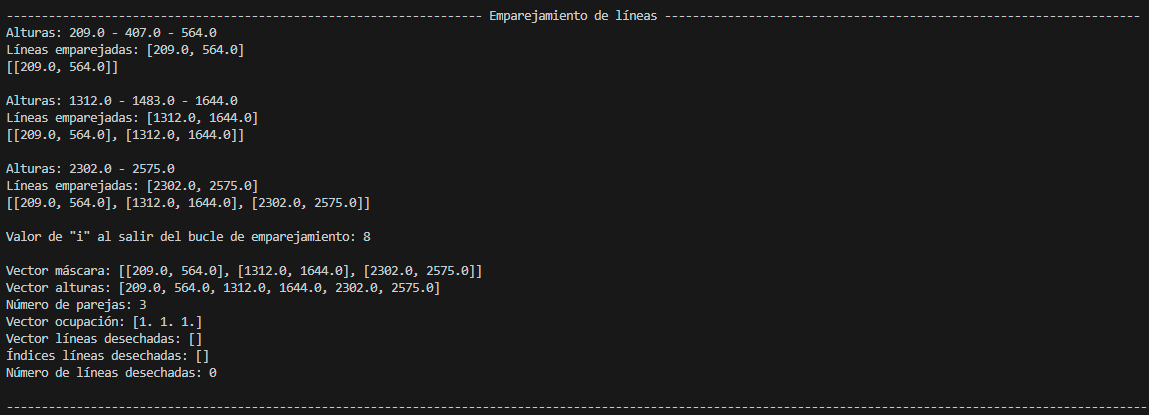 -------------------------------------------------------------------- Emparejamiento de líneas --------------------------------------------------------------------
Alturas: 209.0 - 407.0 - 564.0
Líneas emparejadas: [209.0, 564.0]
[[209.0, 564.0]]
Alturas: 1312.0 - 1483.0 - 1644.0
Líneas emparejadas: [1312.0, 1644.0]
[[209.0, 564.0], [1312.0, 1644.0]]
Alturas: 2302.0 - 2575.0
Líneas emparejadas: [2302.0, 2575.0]
[[209.0, 564.0], [1312.0, 1644.0], [2302.0, 2575.0]]
Valor de "i" al salir del bucle de emparejamiento: 8
Vector máscara: [[209.0, 564.0], [1312.0, 1644.0], [2302.0, 2575.0]]
Vector alturas: [209.0, 564.0, 1312.0, 1644.0, 2302.0, 2575.0]
Número de parejas: 3
Vector ocupación: [1. 1. 1.]
Vector líneas desechadas: []
Índices líneas desechadas: []
Número de líneas desechadas: 0
-------------------------------------------------------------------------------------------------------------------------------------------------------------------